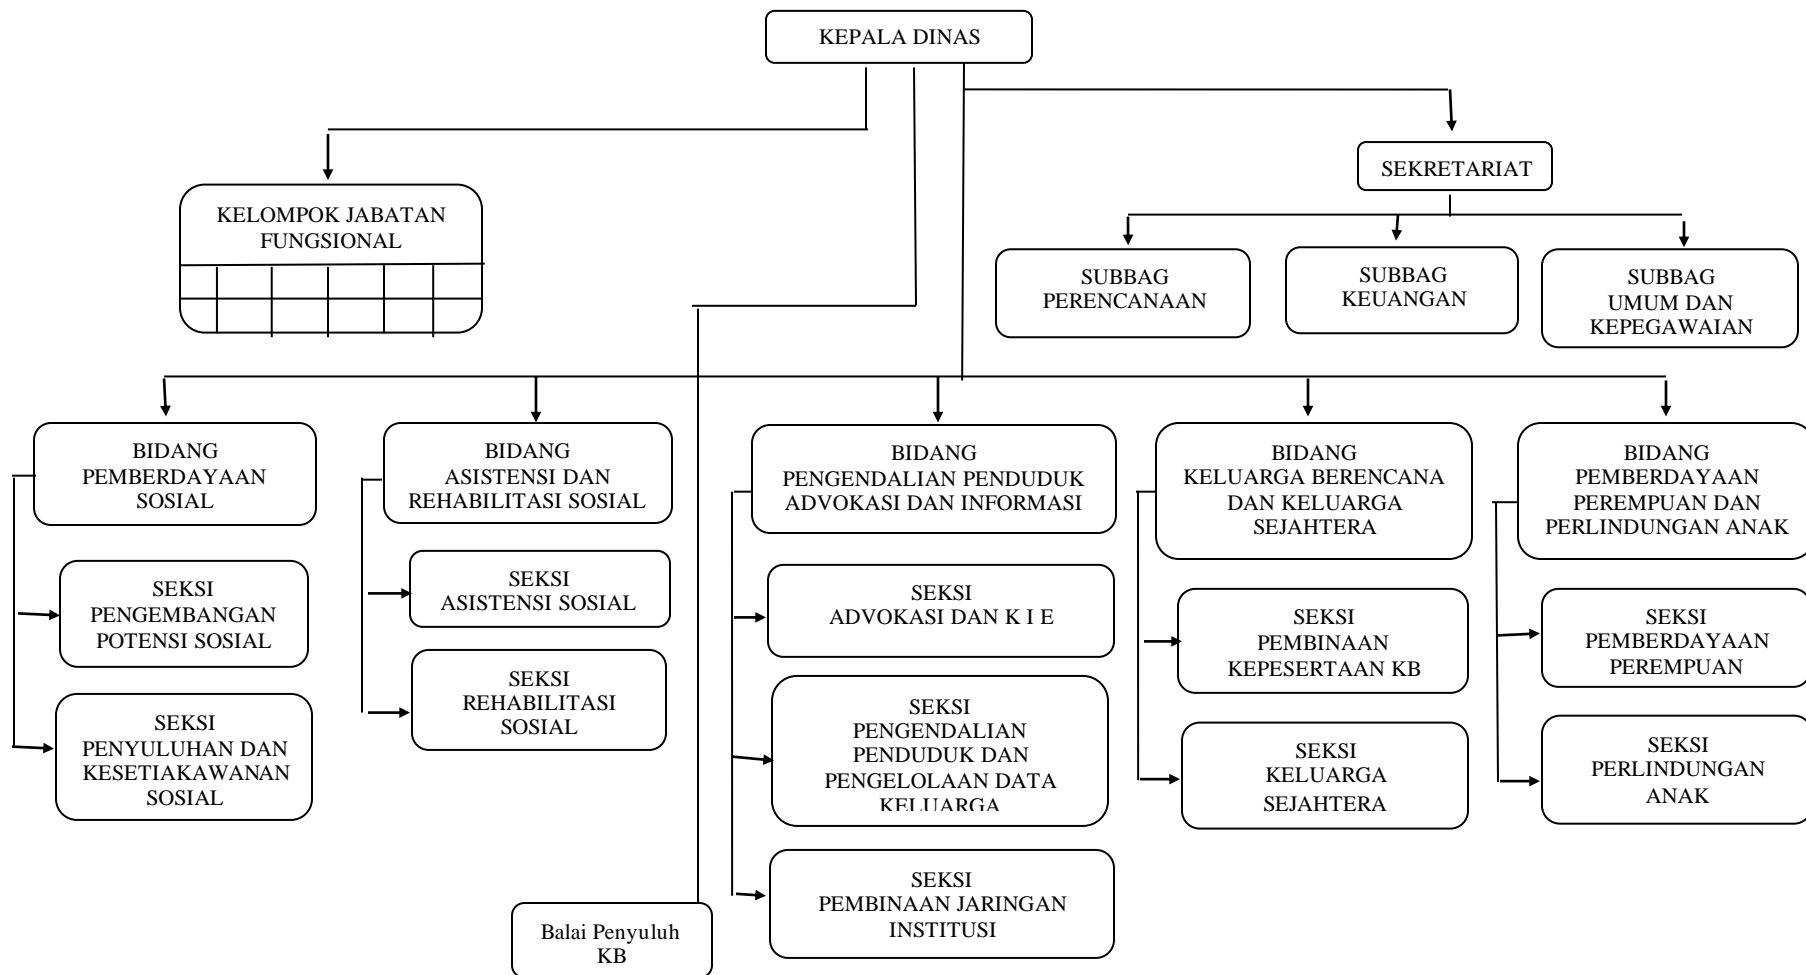 KEPALA DINAS
SEKRETARIAT
KELOMPOK JABATAN
FUNGSIONAL
SUBBAG
PERENCANAAN
SUBBAG
KEUANGAN
SUBBAG
UMUM DAN
KEPEGAWAIAN
BIDANG
PEMBERDAYAAN
SOSIAL
BIDANG
ASISTENSI DAN
REHABILITASI SOSIAL
BIDANG
PENGENDALIAN PENDUDUK
ADVOKASI DAN INFORMASI
BIDANG
KELUARGA BERENCANA
DAN KELUARGA
SEJAHTERA
BIDANG
PEMBERDAYAAN
PEREMPUAN DAN
PERLINDUNGAN ANAK
SEKSI
PENGEMBANGAN
POTENSI SOSIAL
SEKSI
ASISTENSI SOSIAL
SEKSI
ADVOKASI DAN K I E
SEKSI
PEMBINAAN
KEPESERTAAN KB
SEKSI
PEMBERDAYAAN
PEREMPUAN
SEKSI
PENYULUHAN DAN
KESETIAKAWANAN
SOSIAL
SEKSI
REHABILITASI
SOSIAL
SEKSI
PENGENDALIAN
PENDUDUK DAN
PENGELOLAAN DATA
KELUARGA
SEKSI
KELUARGA
SEJAHTERA
SEKSI
PERLINDUNGAN
ANAK
SEKSI
PEMBINAAN JARINGAN
INSTITUSI
Balai Penyuluh
KB